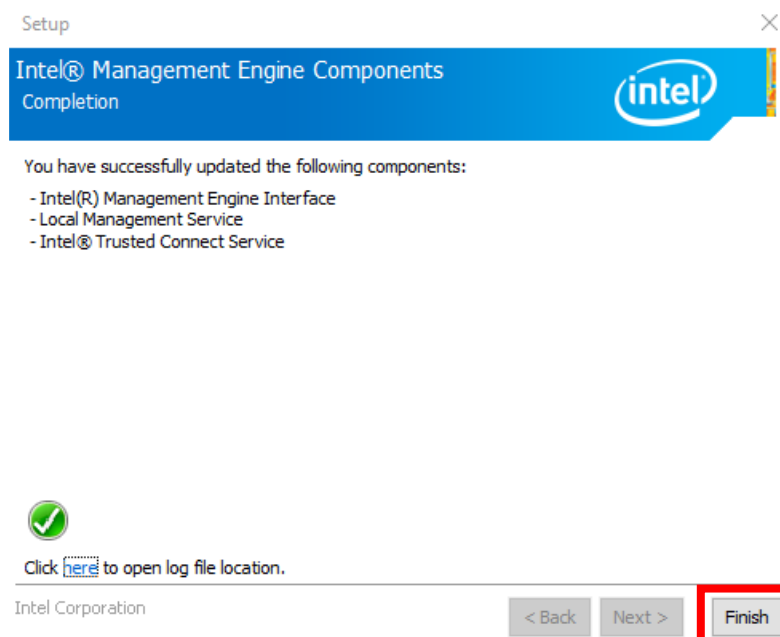 Setup
Intel® Management Engine Components
Completion
intel
You have successfully updated the following components:
- Intel(R) Management Engine Interface
- Local Management Service
- Intel® Trusted Connect Service
Click here to open log file location.
Intel Corporation
< Back
Next >
Finish